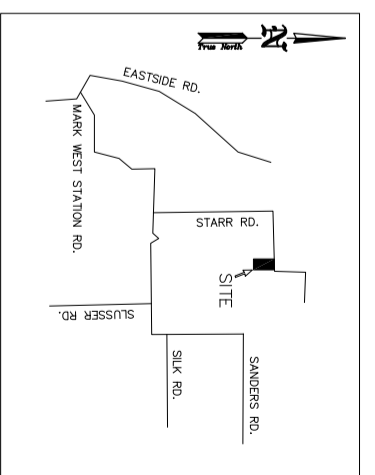 N
True North
EASTSIDE RD.
MARK WEST STATION RD.
STARR RD.
SITE
SLUSSER RD.
SILK RD.
SANDERS RD.